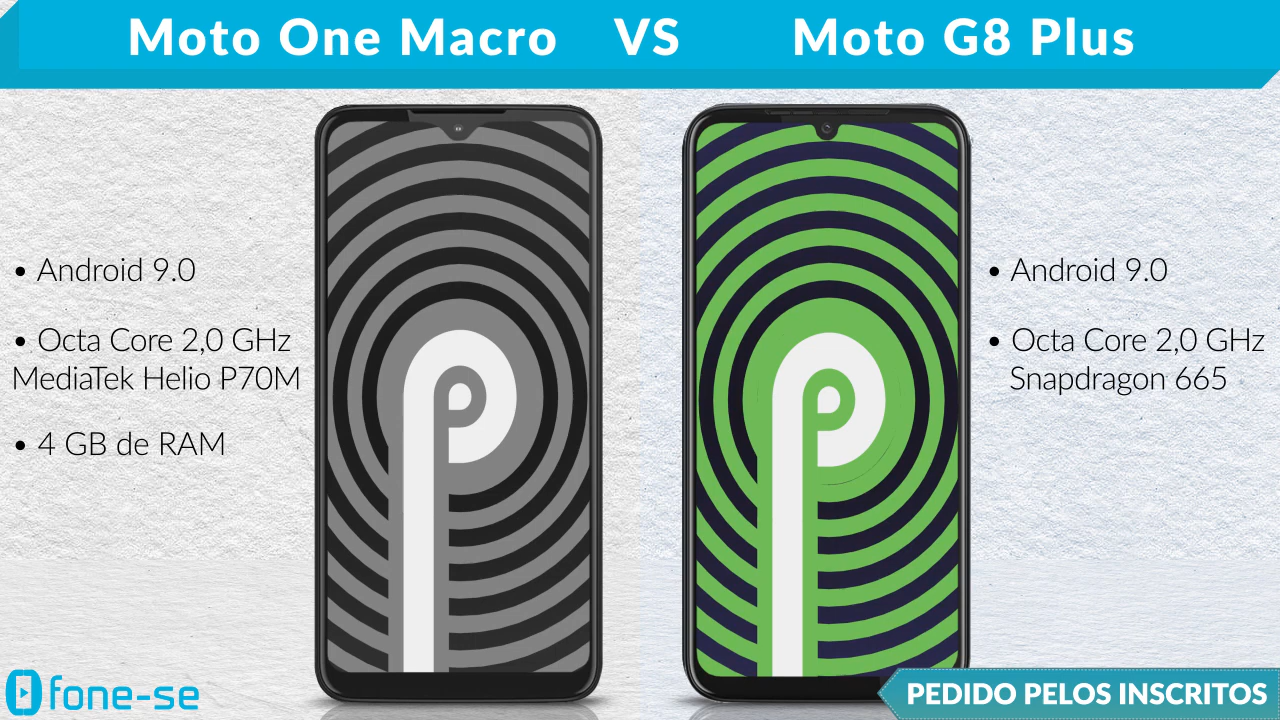 Moto One Macro VS Moto G8 Plus
• Android 9.0
• Octa Core 2,0 GHz
MediaTek Helio P70M
• 4 GB de RAM
• Android 9.0
• Octa Core 2,0 GHz
Snapdragon 665
fone-se
PEDIDO PELOS INSCRITOS